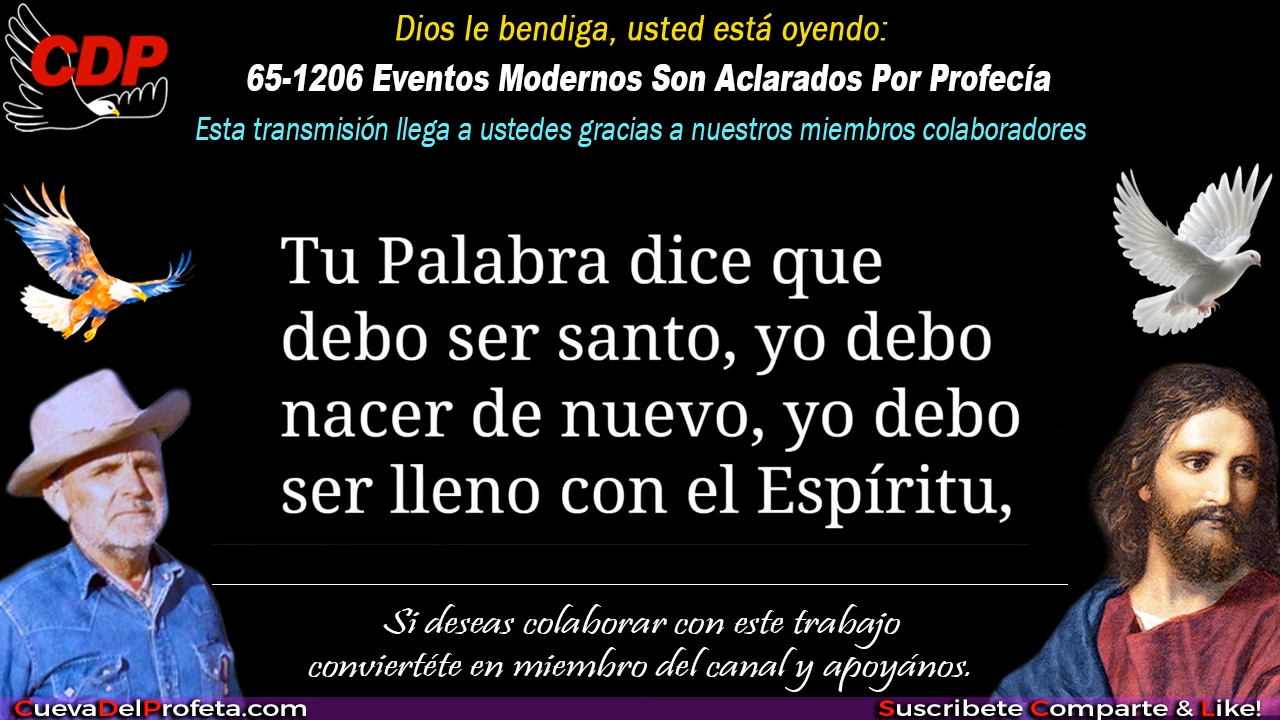 CDP
Dios le bendiga, usted está oyendo:
65-1206 Eventos Modernos Son Aclarados Por Profecía
Esta transmisión llega a ustedes gracias a nuestros miembros colaboradores
Tu Palabra dice que
debo ser santo, yo debo
nacer de nuevo, yo debo
ser lleno con el Espíritu,
Si deseas colaborar con este trabajo
conviertéte en miembro del canal y apoyános.
CuevaDelProfeta.com
Suscribete Comparte & Like!